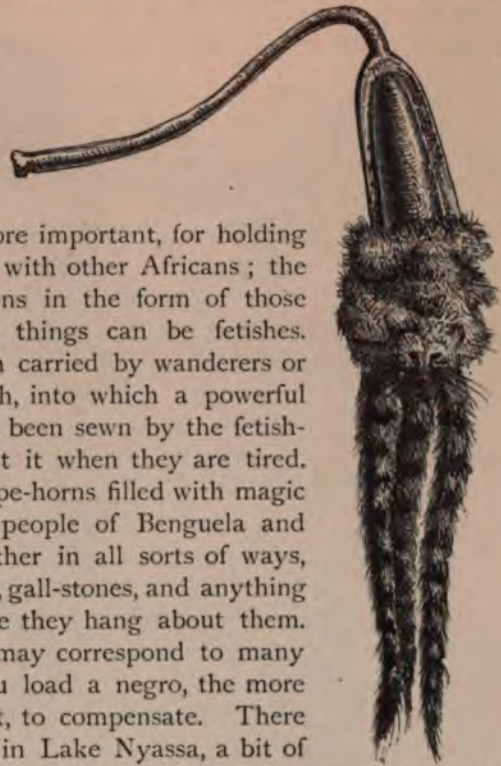 ore important, for holding
with other Africans; the
ons in the form of those
things can be fetishes.
n carried by wanderers or
h, into which a powerful
been sewn by the fetish-
t it when they are tired.
pe-horns filled with magic
people of Benguela and
ther in all sorts of ways,
, gall-stones, and anything
e they hang about them.
may correspond to many
u load a negro, the more
t, to compensate. There
in Lake Nyassa, a bit of